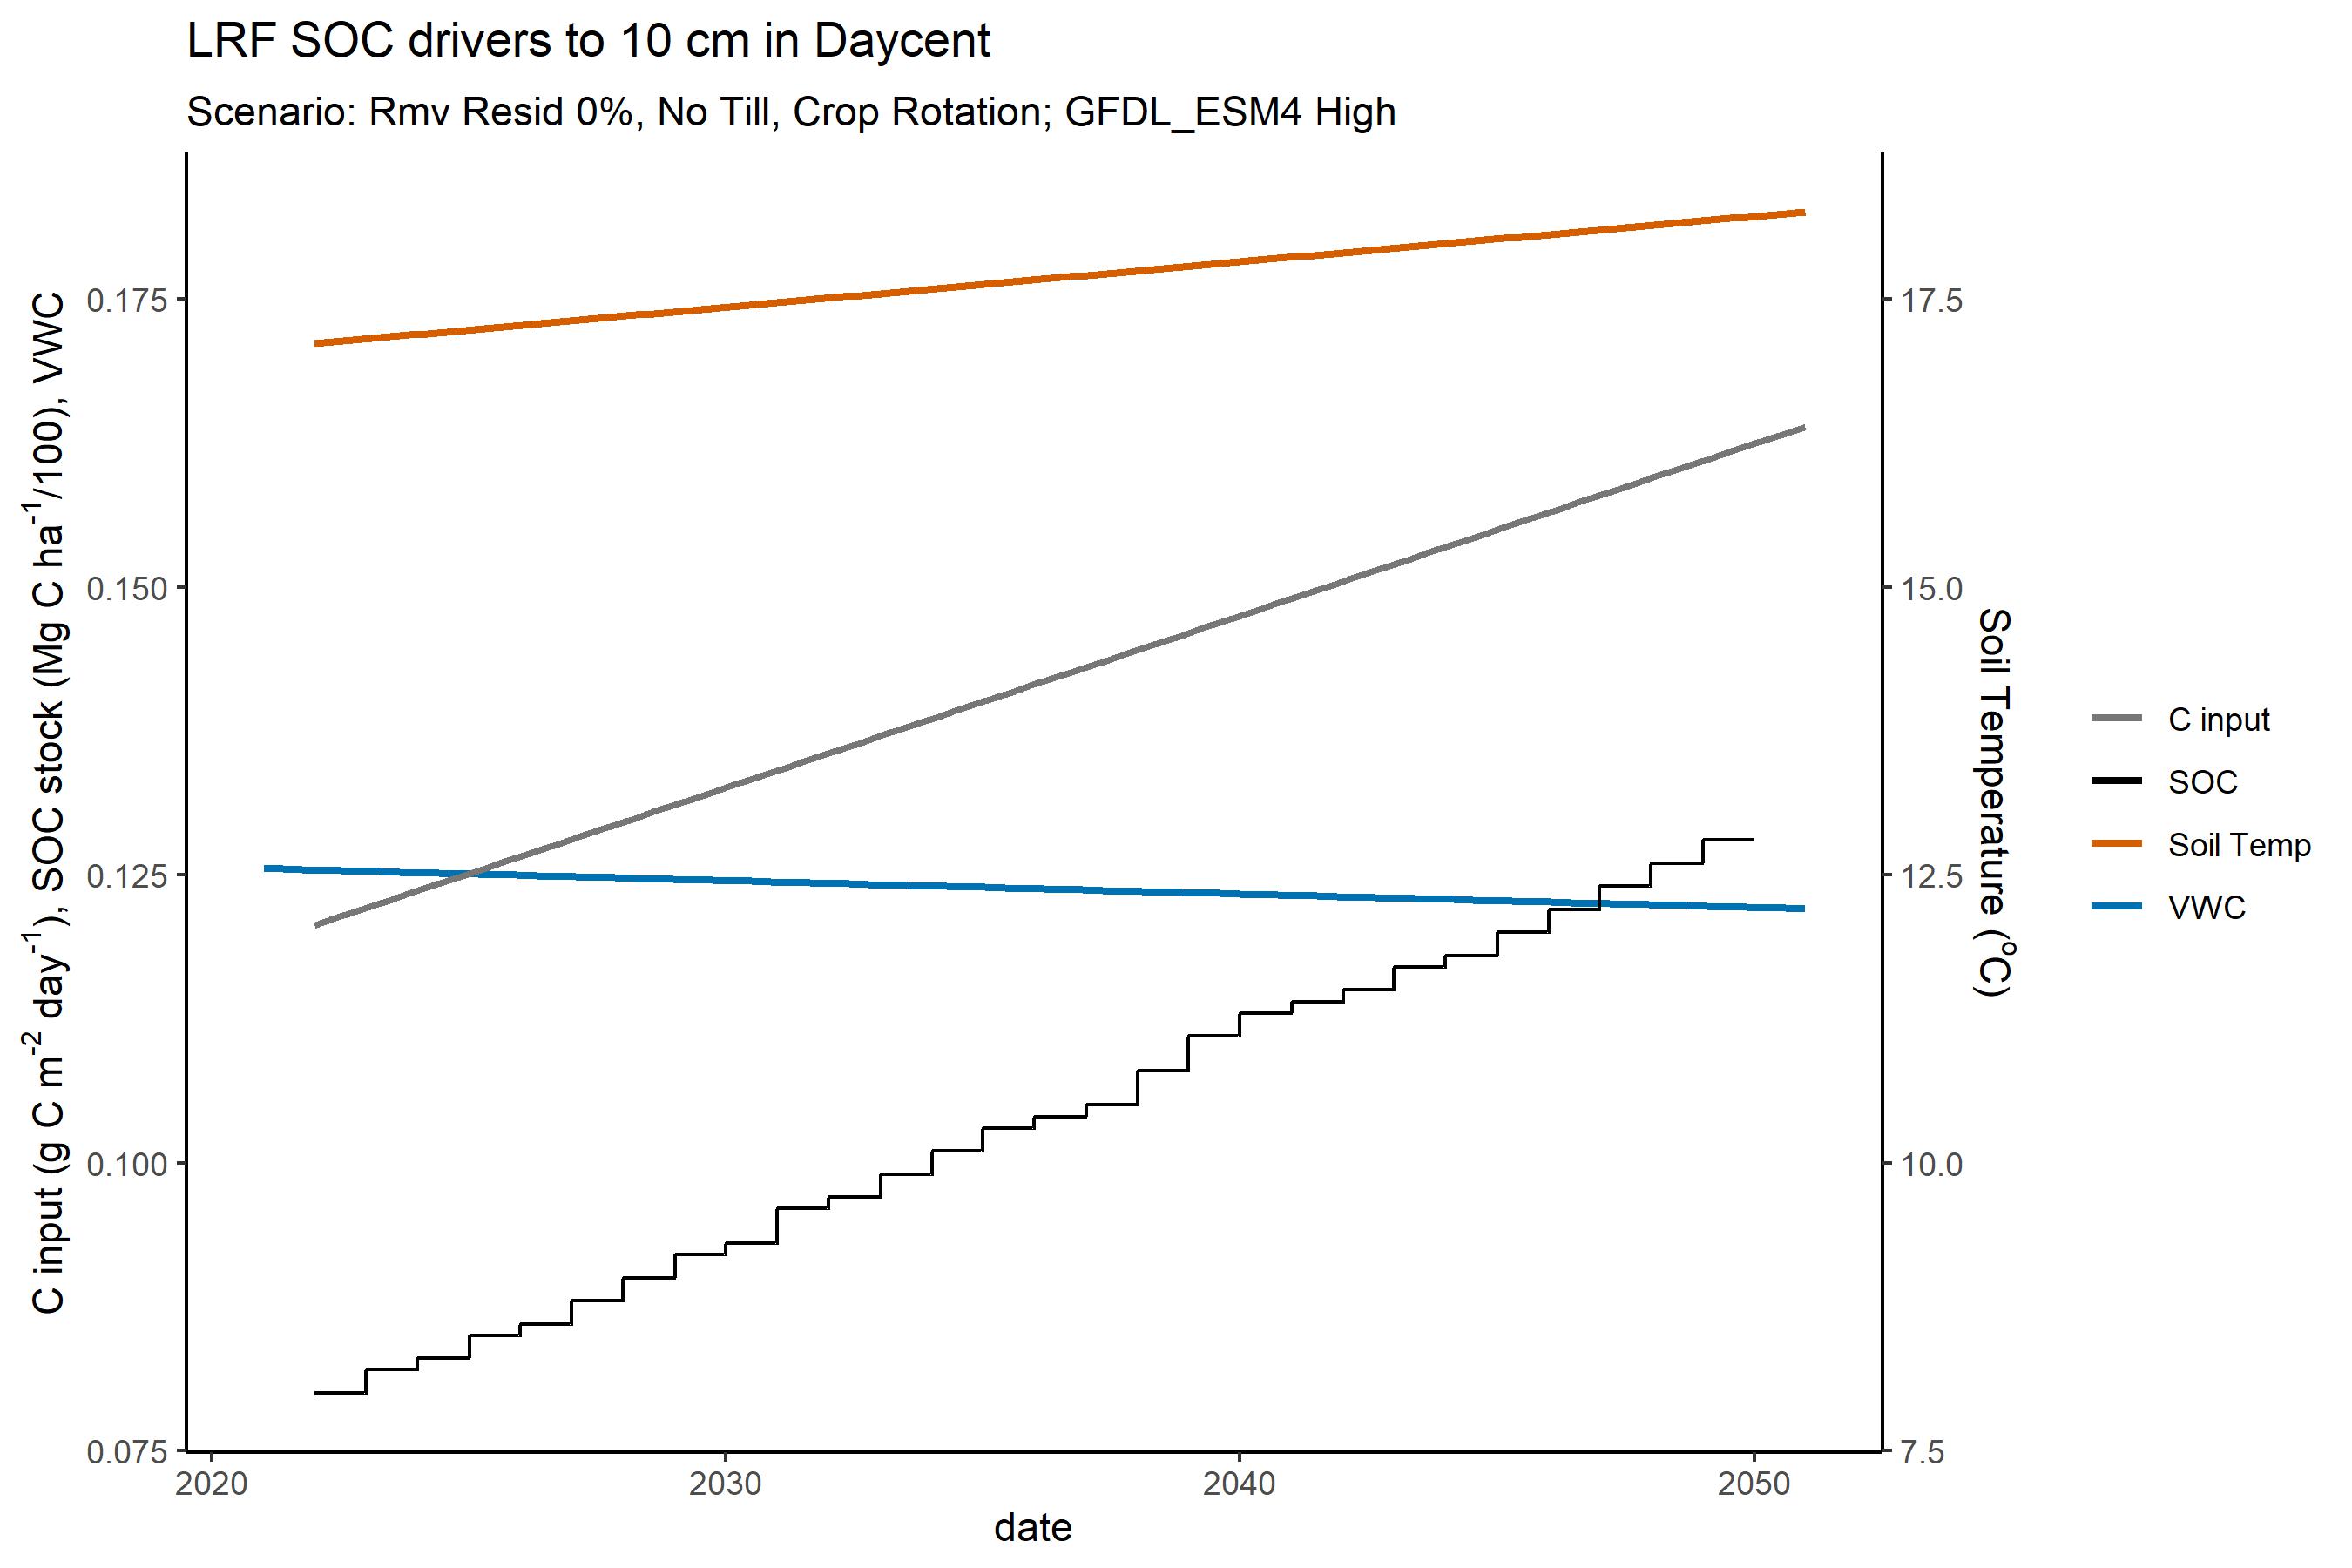 LRF SOC drivers to 10 cm in Daycent
Scenario: Rmv Resid 0%, No Till, Crop Rotation; GFDL_ESM4 High
C input (g C m⁻² day⁻¹), SOC stock (Mg C ha⁻¹/100), VWC
0.175
0.150
0.125
0.100
0.075
17.5
15.0
12.5
10.0
7.5
Soil Temperature (°C)
C input
SOC
Soil Temp
VWC
2020
2030
2040
2050
date